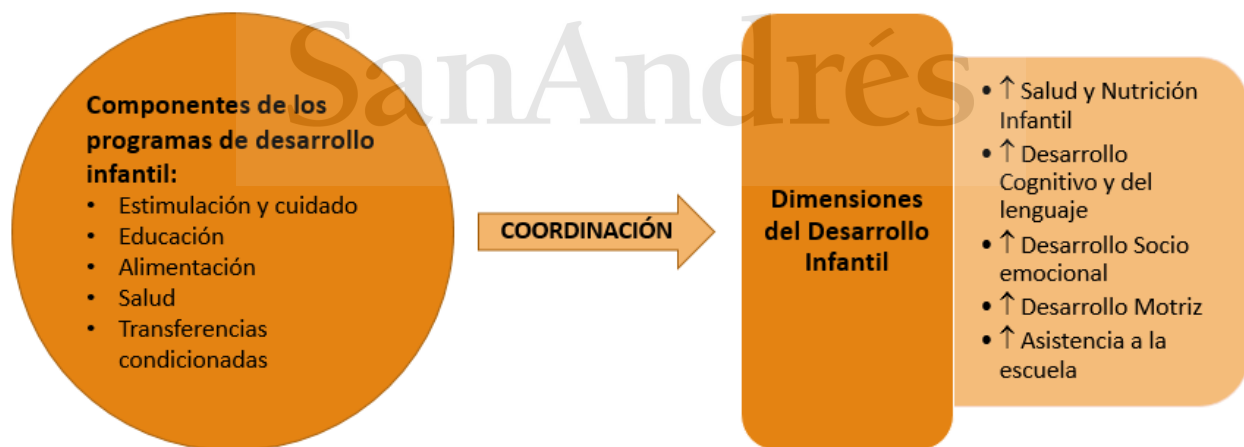 SanAndrés
Componentes de los
programas de desarrollo
infantil:
• Estimulación y cuidado
• Educación
• Alimentación
• Salud
• Transferencias
condicionadas
COORDINACIÓN
Dimensiones
del Desarrollo
Infantil
• ↑ Salud y Nutrición
Infantil
• ↑ Desarrollo
Cognitivo y del
lenguaje
• ↑ Desarrollo Socio
emocional
• ↑ Desarrollo Motriz
• ↑ Asistencia a la
escuela